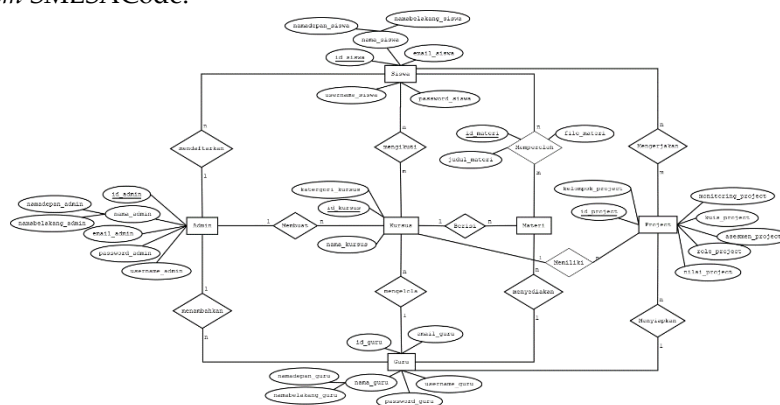 SMESACode.
namadepan_siswa
namabelakang_siswa
nama_siswa
id_siswa
email_siswa
Siswa
username_siswa
password_siswa
n
n
n
n
mendaftarkan
mengikuti
id_materi
file_materi
Memperoleh
judul_materi
Mengerjakan
1
m
m
m
id_admin
namadepan_admin
nama_admin
namabelakang_admin
email_admin
password_admin
username_admin
Admin
1
Membuat
n
kategori_kursus
id_kursus
nama_kursus
Kursus
1
Berisi
n
Materi
kelompok_project
id_project
Project
monitoring_project
kuis_project
asesmen_project
role_project
nilai_project
1
Memiliki
n
1
n
n
n
menambahkan
mengelola
menyediakan
Menyiapkan
n
1
1
1
id_guru
email_guru
Guru
namadepan_guru
nama_guru
namabelakang_guru
username_guru
password_guru